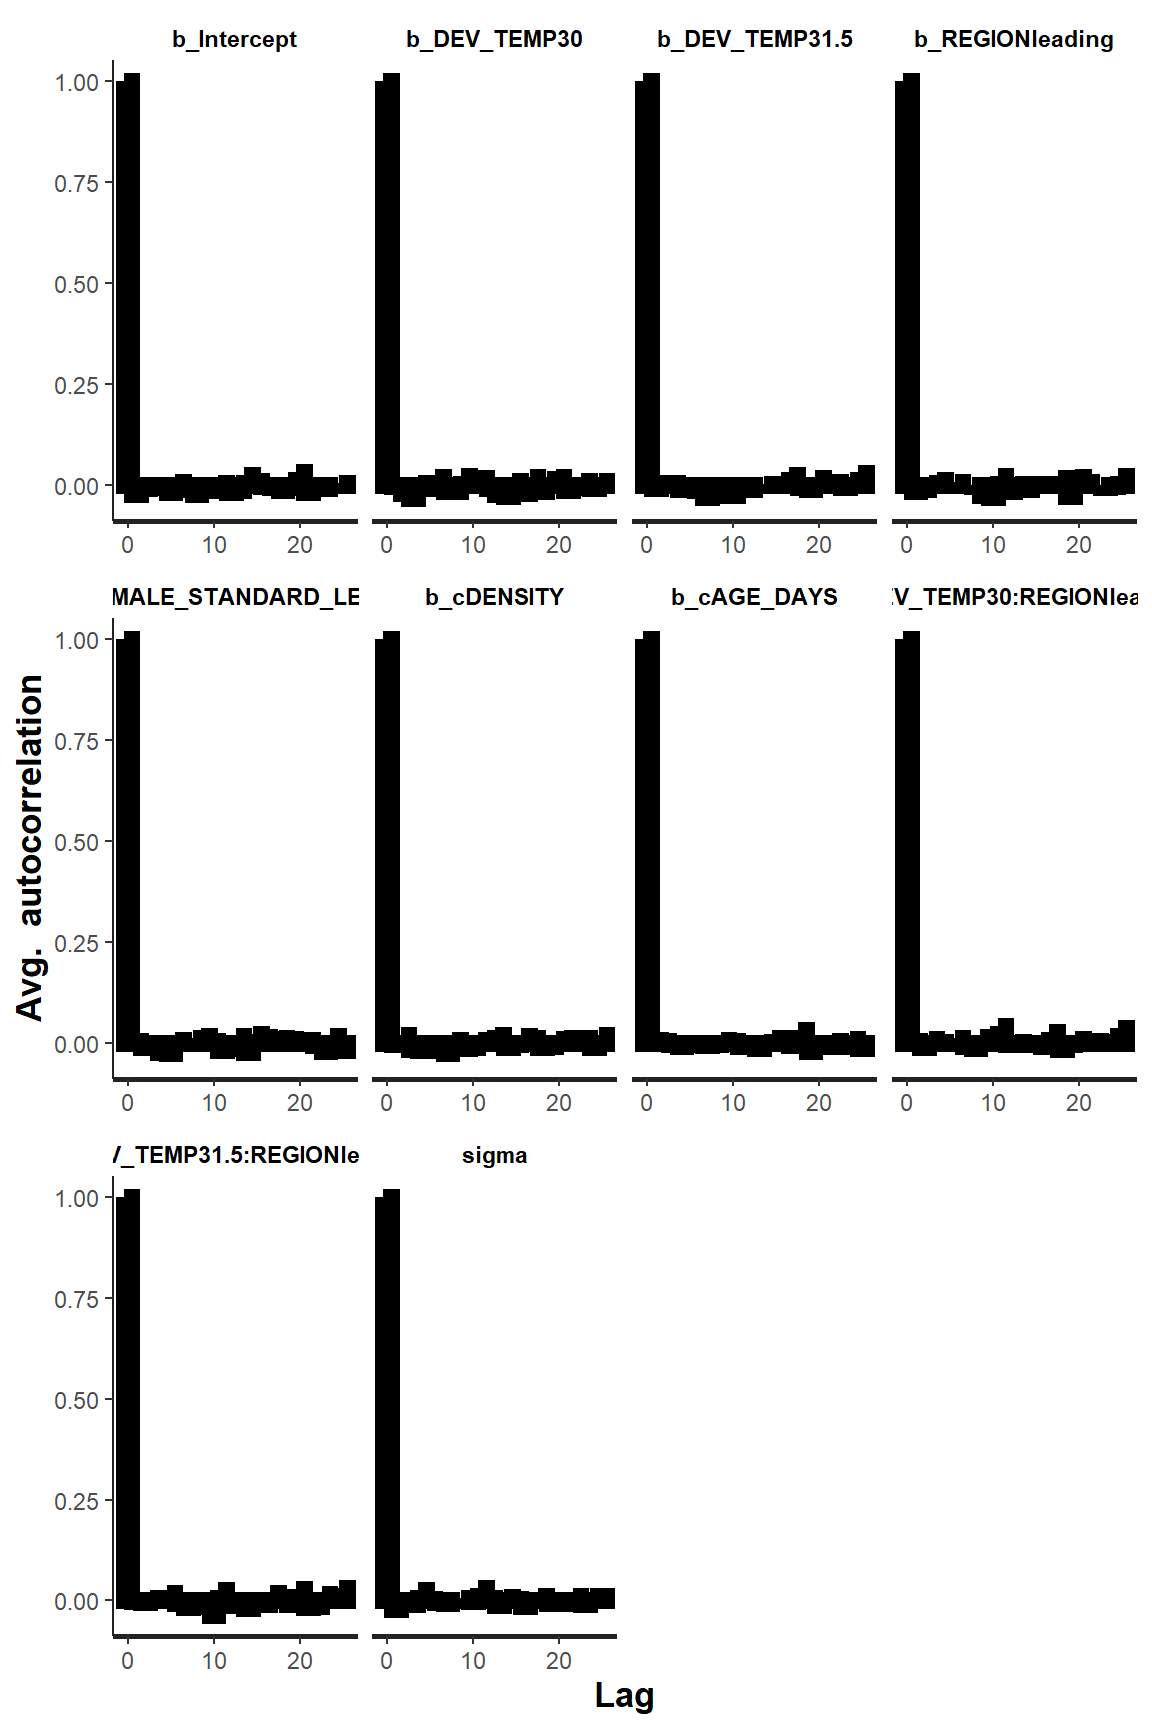 b_Intercept b_DEV_TEMP30 b_DEV_TEMP31.5 b_REGIONleading
1.00
0.75
0.50
0.25
0.00
0 10 20 0 10 20 0 10 20 0 10 20
MALE_STANDARD_LE b_cDENSITY b_cAGE_DAYS EV_TEMP30:REGIONlea
1.00
0.75
0.50
0.25
0.00
0 10 20 0 10 20 0 10 20 0 10 20
Avg. autocorrelation
V_TEMP31.5:REGIONle sigma
1.00
0.75
0.50
0.25
0.00
0 10 20 0 10 20
Lag